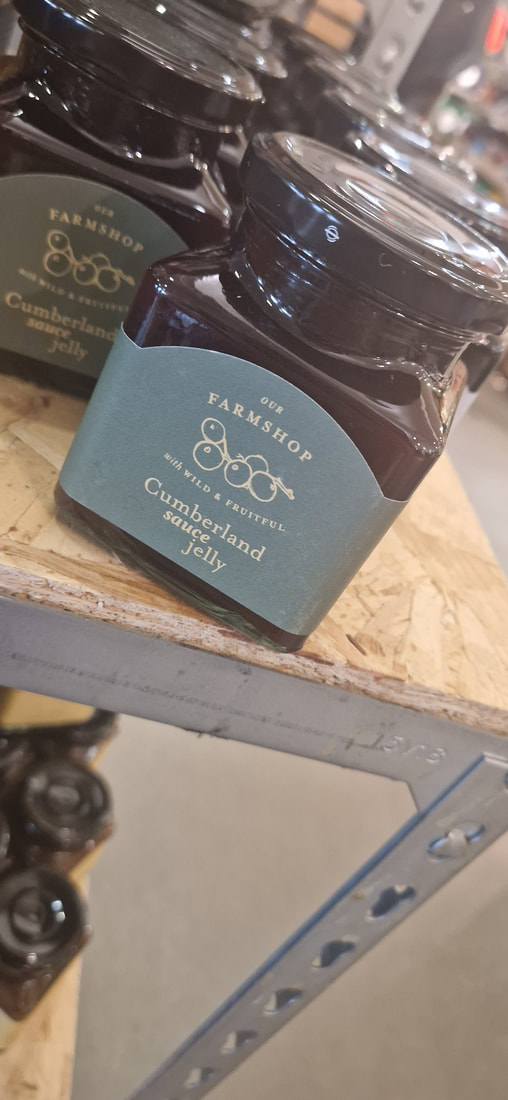 OUR
FARMSHOP
with WILD & FRUITFUL
Cumberland
sauce
jelly
OUR
FARMSHOP
with WILD & FRUITFUL
Cumberland
sauce
jelly